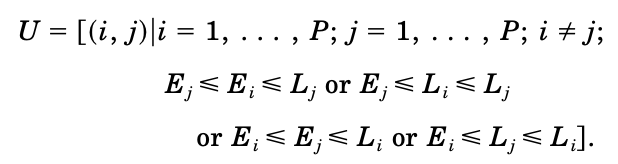 U = [(i, j)|i = 1, . . . , P; j = 1, . . . , P; i ≠ j;
E_j ⩽ E_i ⩽ L_j or E_j ⩽ L_i ⩽ L_j
or E_i ⩽ E_j ⩽ L_i or E_i ⩽ L_j ⩽ L_i].